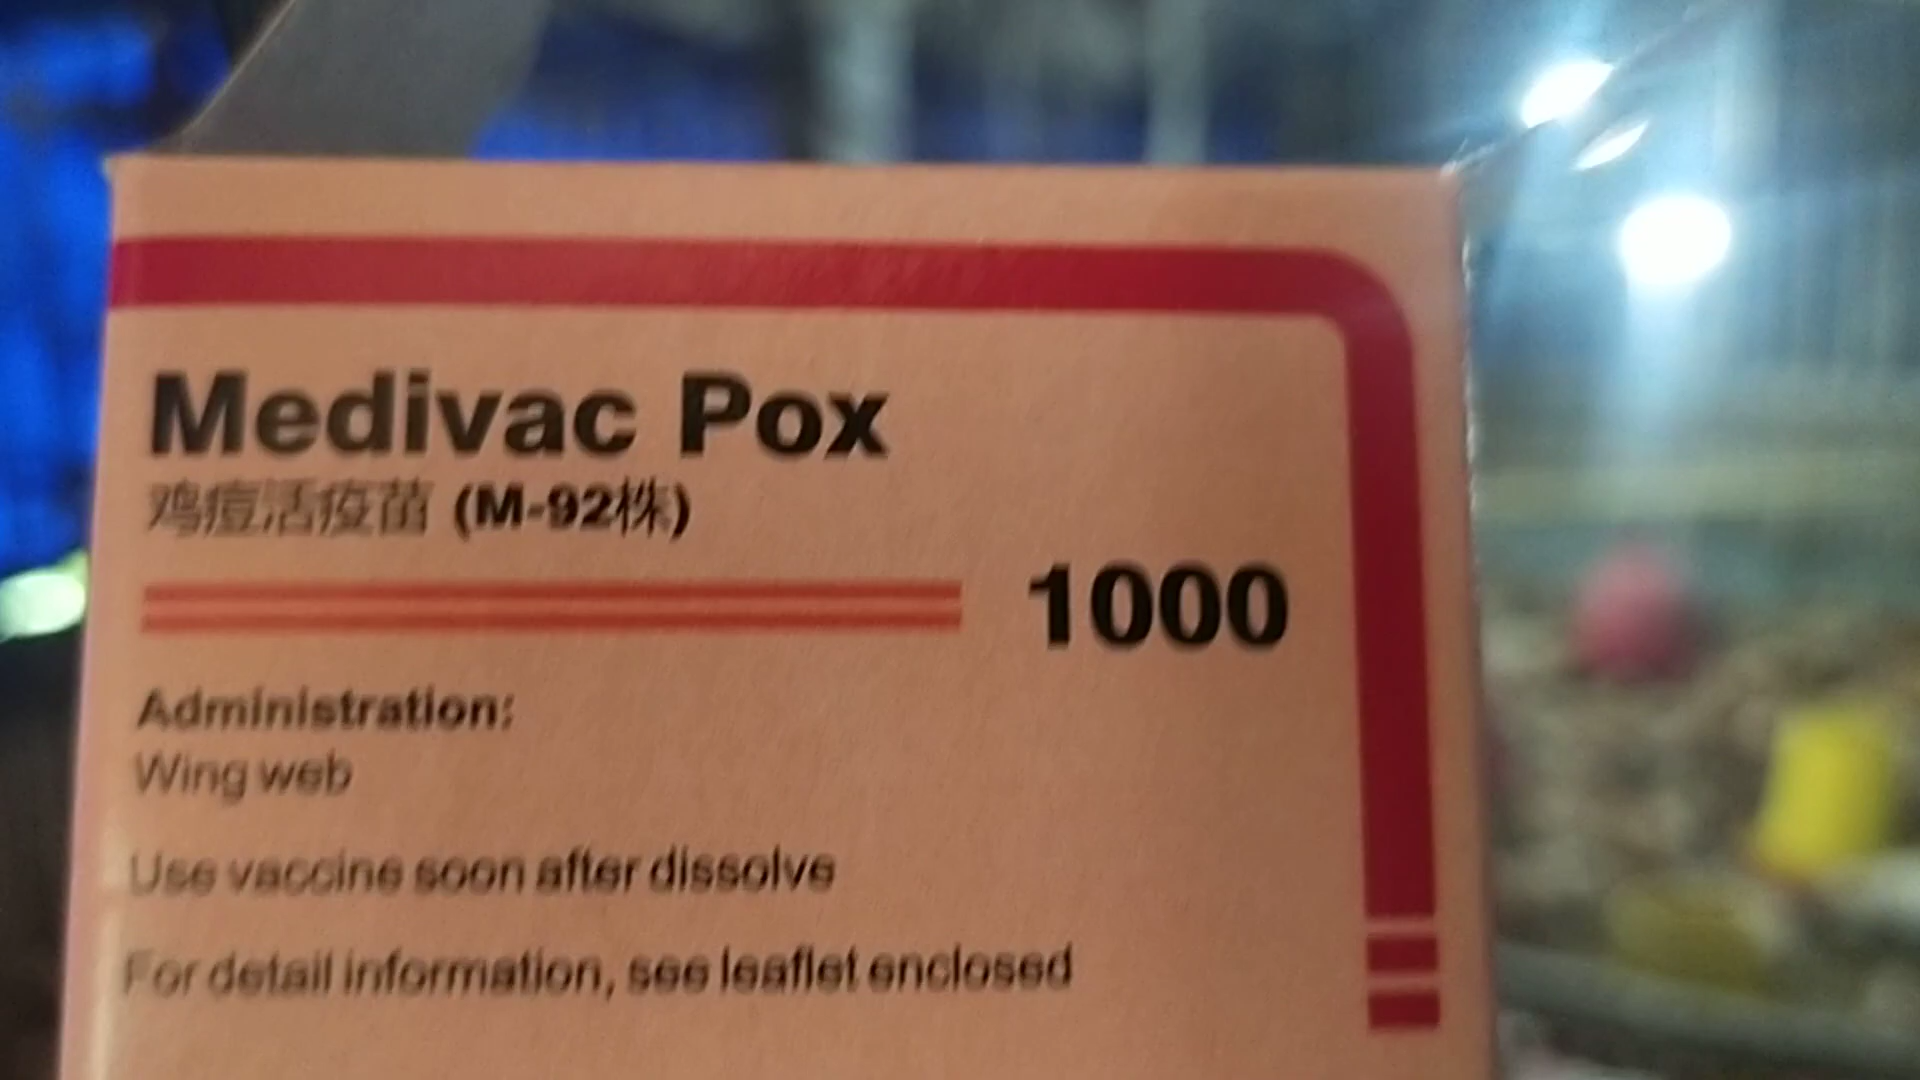 Medivac Pox
鸡痘活疫苗 (M-92株)
1000
Administration:
Wing web
Use vaccine soon after dissolve
For detail information, see leaflet enclosed